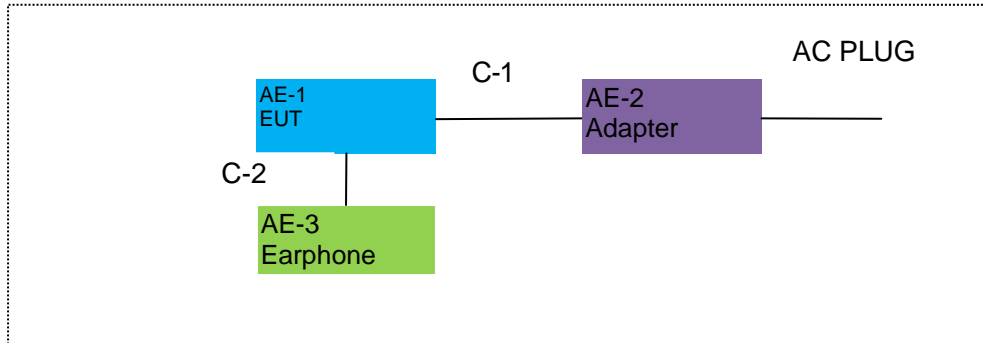 AC PLUG
C-1
AE-1
EUT
AE-2
Adapter
C-2
AE-3
Earphone